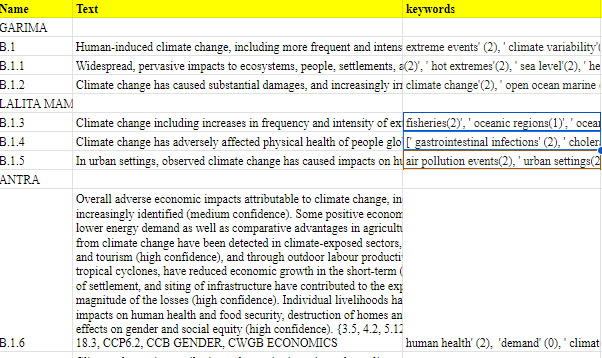 Name Text keywords
GARIMA
B.1 Human-induced climate change, including more frequent and intens extreme events' (2), ' climate variability'(
B.1.1 Widespread, pervasive impacts to ecosystems, people, settlements, a (2)', ' hot extremes'(2), ' sea level'(2), ' he
B.1.2 Climate change has caused substantial damages, and increasingly irr climate change'(2), ' open ocean marine
LALITA MAM
B.1.3 Climate change including increases in frequency and intensity of ex fisheries(2)', ' oceanic regions(1)', ' ocean
B.1.4 Climate change has adversely affected physical health of people glo [' gastrointestinal infections' (2), ' choler
B.1.5 In urban settings, observed climate change has caused impacts on hu air pollution events(2), ' urban settings(2
ANTRA
Overall adverse economic impacts attributable to climate change, in
increasingly identified (medium confidence). Some positive econom
lower energy demand as well as comparative advantages in agricult
from climate change have been detected in climate-exposed sectors,
and tourism (high confidence), and through outdoor labour producti
tropical cyclones, have reduced economic growth in the short-term (
of settlement, and siting of infrastructure have contributed to the exp
magnitude of the losses (high confidence). Individual livelihoods ha
impacts on human health and food security, destruction of homes an
effects on gender and social equity (high confidence). {3.5, 4.2, 5.12
B.1.6 18.3, CCP6.2, CCB GENDER, CWGB ECONOMICS human health' (2), 'demand' (0), ' climat